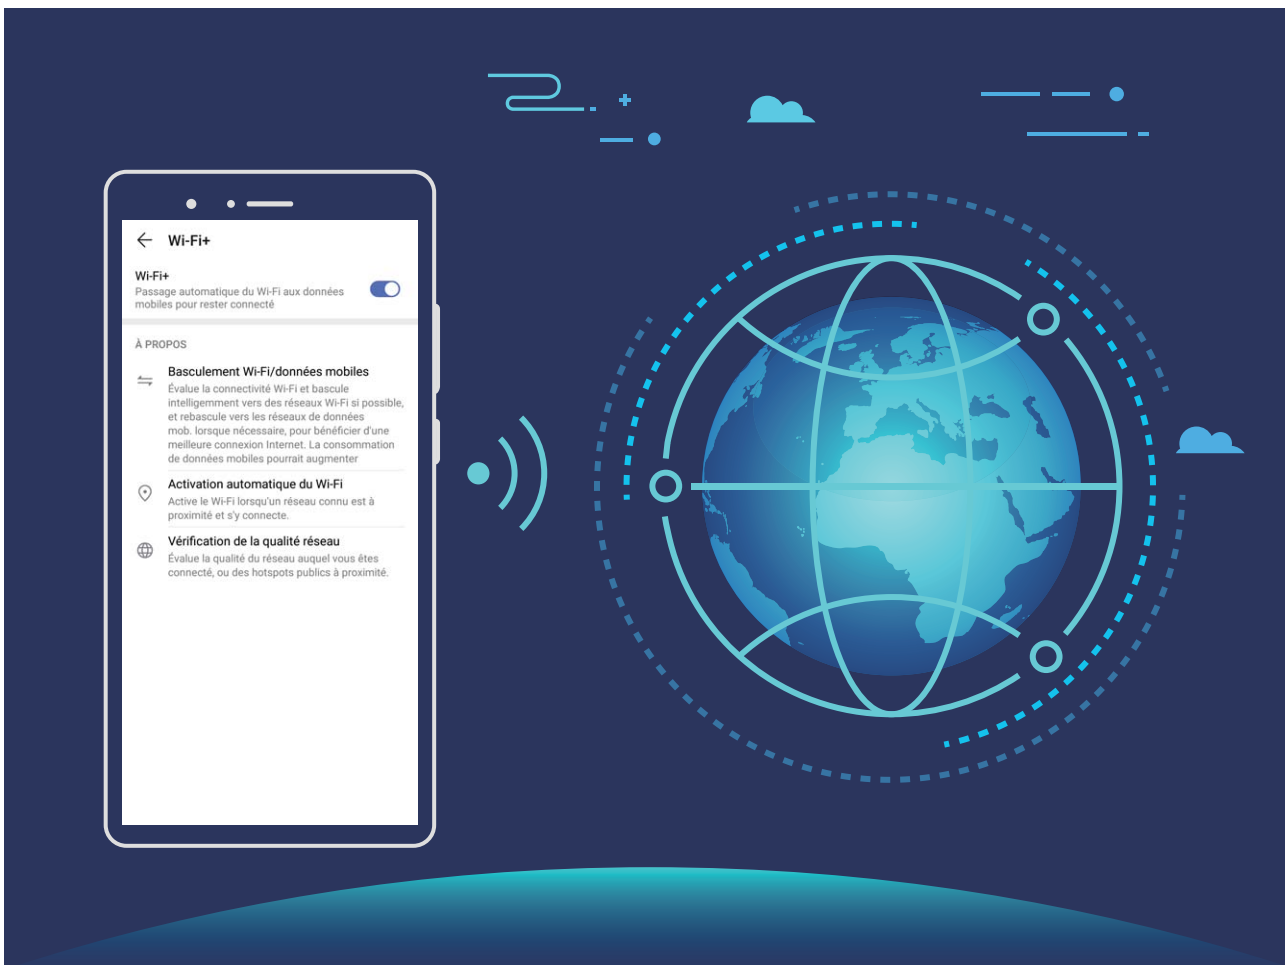 Wi-Fi+
Wi-Fi+
Passage automatique du Wi-Fi aux données
mobiles pour rester connecté
À PROPOS
Basculement Wi-Fi/données mobiles
Évalue la connectivité Wi-Fi et bascule
intelligemment vers des réseaux Wi-Fi si possible,
et rebascule vers les réseaux de données
mob. lorsque nécessaire, pour bénéficier d'une
meilleure connexion Internet. La consommation
de données mobiles pourrait augmenter
Activation automatique du Wi-Fi
Active le Wi-Fi lorsqu'un réseau connu est à
proximité et s'y connecte.
Vérification de la qualité réseau
Évalue la qualité du réseau auquel vous êtes
connecté, ou des hotspots publics à proximité.